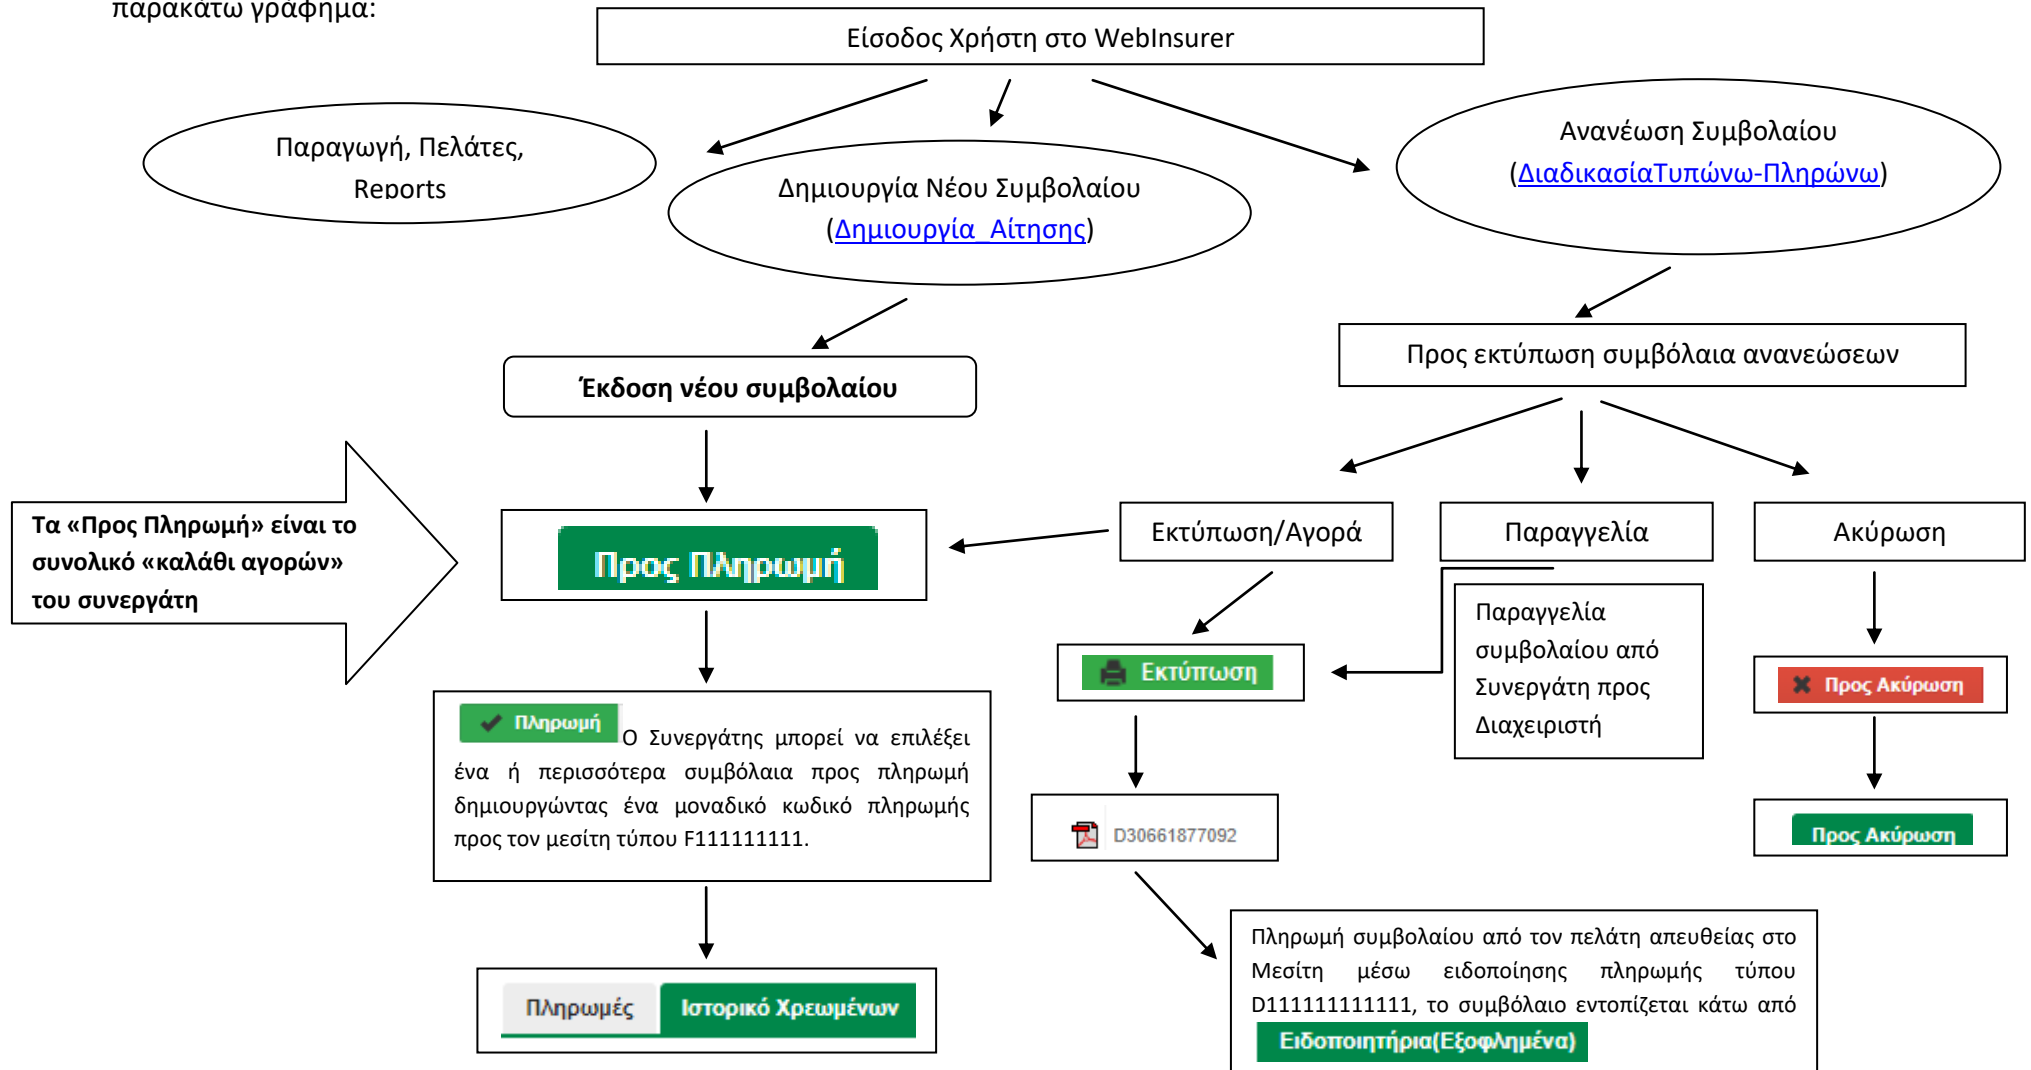 παρακάτω γράφημα:
Είσοδος Χρήστη στο WebInsurer
Παραγωγή, Πελάτες,
Reports
Δημιουργία Νέου Συμβολαίου
(Δημιουργία_Αίτησης)
Ανανέωση Συμβολαίου
(ΔιαδικασίαΤυπώνω-Πληρώνω)
Έκδοση νέου συμβολαίου
Προς εκτύπωση συμβόλαια ανανεώσεων
Τα «Προς Πληρωμή» είναι το
συνολικό «καλάθι αγορών»
του συνεργάτη
Προς Πληρωμή
Εκτύπωση/Αγορά
Παραγγελία
Ακύρωση
Παραγγελία
συμβολαίου από
Συνεργάτη προς
Διαχειριστή
Εκτύπωση
Προς Ακύρωση
Πληρωμή Ο Συνεργάτης μπορεί να επιλέξει
ένα ή περισσότερα συμβόλαια προς πληρωμή
δημιουργώντας ένα μοναδικό κωδικό πληρωμής
προς τον μεσίτη τύπου F111111111.
D30661877092
Προς Ακύρωση
Πληρωμή συμβολαίου από τον πελάτη απευθείας στο
Μεσίτη μέσω ειδοποίησης πληρωμής τύπου
D111111111111, το συμβόλαιο εντοπίζεται κάτω από
Ειδοποιητήρια(Εξοφλημένα)
Πληρωμές Ιστορικό Χρεωμένων